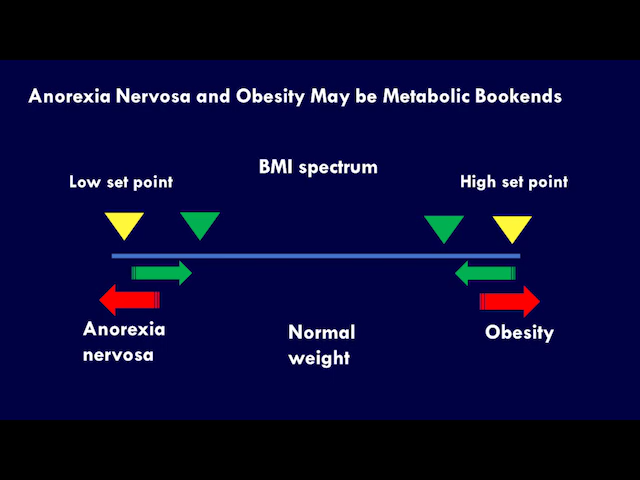 Anorexia Nervosa and Obesity May be Metabolic Bookends
BMI spectrum
Low set point
High set point
Anorexia
nervosa
Normal
weight
Obesity